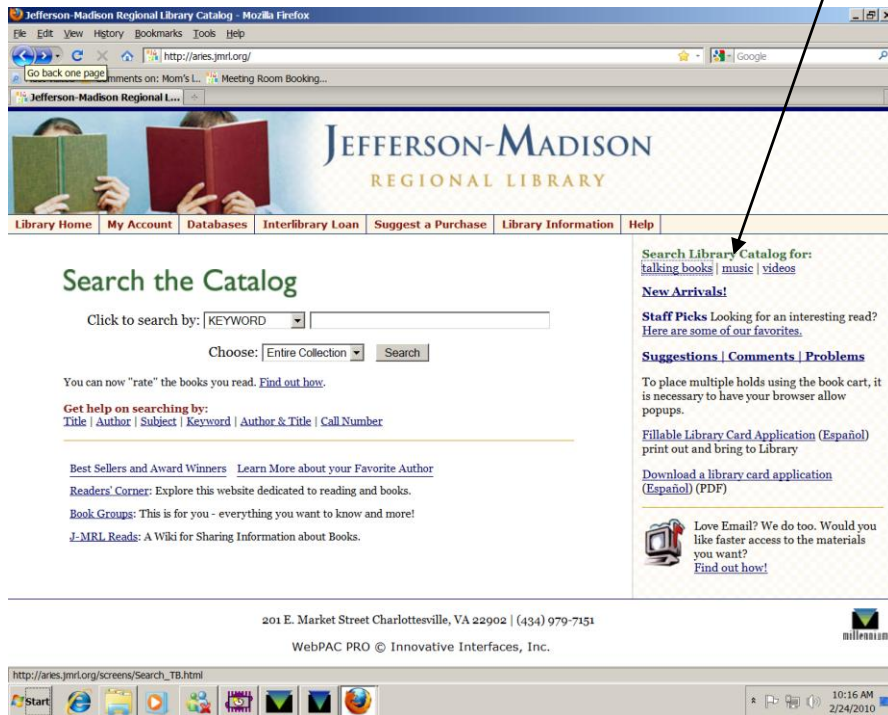 Jefferson-Madison Regional Library Catalog - Mozilla Firefox
File Edit View History Bookmarks Tools Help
http://aries.jmrl.org/
Google
Go back one page
omments on: Mom's L... Meeting Room Booking...
Jefferson-Madison Regional L...
JEFFERSON-MADISON
REGIONAL LIBRARY
Library Home My Account Databases Interlibrary Loan Suggest a Purchase Library Information Help
Search the Catalog
Click to search by: KEYWORD
Choose: Entire Collection Search
You can now "rate" the books you read. Find out how.
Get help on searching by:
Title | Author | Subject | Keyword | Author & Title | Call Number
Best Sellers and Award Winners Learn More about your Favorite Author
Readers' Corner: Explore this website dedicated to reading and books.
Book Groups: This is for you - everything you want to know and more!
J-MRL Reads: A Wiki for Sharing Information about Books.
Search Library Catalog for:
talking books | music | videos
New Arrivals!
Staff Picks Looking for an interesting read?
Here are some of our favorites.
Suggestions | Comments | Problems
To place multiple holds using the book cart, it
is necessary to have your browser allow
popups.
Fillable Library Card Application (Español)
print out and bring to Library
Download a library card application
(Español) (PDF)
Love Email? We do too. Would you
like faster access to the materials
you want?
Find out how!
201 E. Market Street Charlottesville, VA 22902 | (434) 979-7151
WebPAC PRO © Innovative Interfaces, Inc.
millennium
http://aries.jmrl.org/screens/Search_TB.html
Start
10:16 AM
2/24/2010